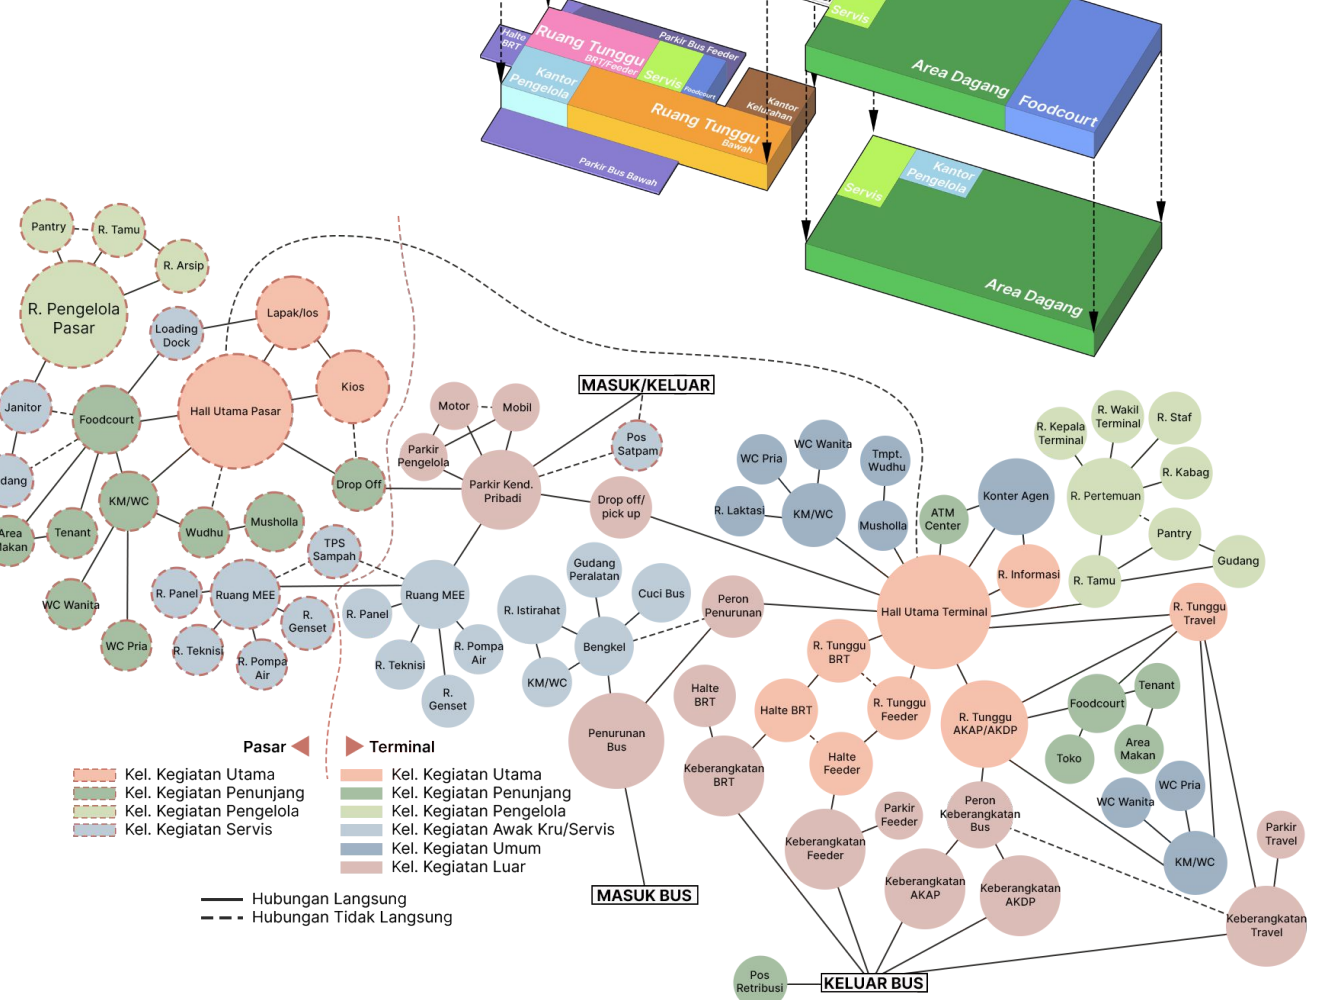 Halte
BRT
Ruang Tunggu
BRT/Feeder
Parkir Bus Feeder
Servis
Foodcourt
Kantor
Pengelola
Ruang Tunggu
Bawah
Kantor
Kelurahan
Parkir Bus Bawah
Servis
Area Dagang
Foodcourt
Servis
Kantor
Pengelola
Area Dagang
Pantry
R. Tamu
R. Arsip
R. Pengelola
Pasar
Loading
Dock
Lapak/los
Kios
Hall Utama Pasar
Janitor
Foodcourt
dang
KM/WC
Drop Off
Area
Makan
Tenant
Wudhu
Musholla
WC Wanita
WC Pria
TPS
Sampah
R. Panel
Ruang MEE
R.
Genset
R. Teknisi
R. Pompa
Air
MASUK/KELUAR
Motor
Mobil
Parkir
Pengelola
Pos
Satpam
Parkir Kend.
Pribadi
Drop off/
pick up
Ruang MEE
R. Panel
R. Teknisi
R. Pompa
Air
R.
Genset
Gudang
Peralatan
R. Istirahat
Cuci Bus
Bengkel
KM/WC
Peron
Penurunan
Penurunan
Bus
MASUK BUS
WC Pria
WC Wanita
Tmpt.
Wudhu
R. Laktasi
KM/WC
Musholla
ATM
Center
Konter Agen
R. Informasi
Hall Utama Terminal
R. Kepala
Terminal
R. Wakil
Terminal
R. Staf
R. Kabag
R. Pertemuan
Pantry
Gudang
R. Tamu
R. Tunggu
Travel
R. Tunggu
BRT
R. Tunggu
Feeder
Halte
BRT
Halte BRT
Halte
Feeder
Keberangkatan
BRT
R. Tunggu
AKAP/AKDP
Foodcourt
Tenant
Toko
Area
Makan
WC Pria
WC Wanita
KM/WC
Parkir
Feeder
Keberangkatan
Feeder
Peron
Keberangkatan
Bus
Keberangkatan
AKAP
Keberangkatan
AKDP
Parkir
Travel
Keberangkatan
Travel
Pos
Retribusi
KELUAR BUS
Pasar
Terminal
Kel. Kegiatan Utama
Kel. Kegiatan Penunjang
Kel. Kegiatan Pengelola
Kel. Kegiatan Servis
Kel. Kegiatan Utama
Kel. Kegiatan Penunjang
Kel. Kegiatan Pengelola
Kel. Kegiatan Awak Kru/Servis
Kel. Kegiatan Umum
Kel. Kegiatan Luar
Hubungan Langsung
Hubungan Tidak Langsung